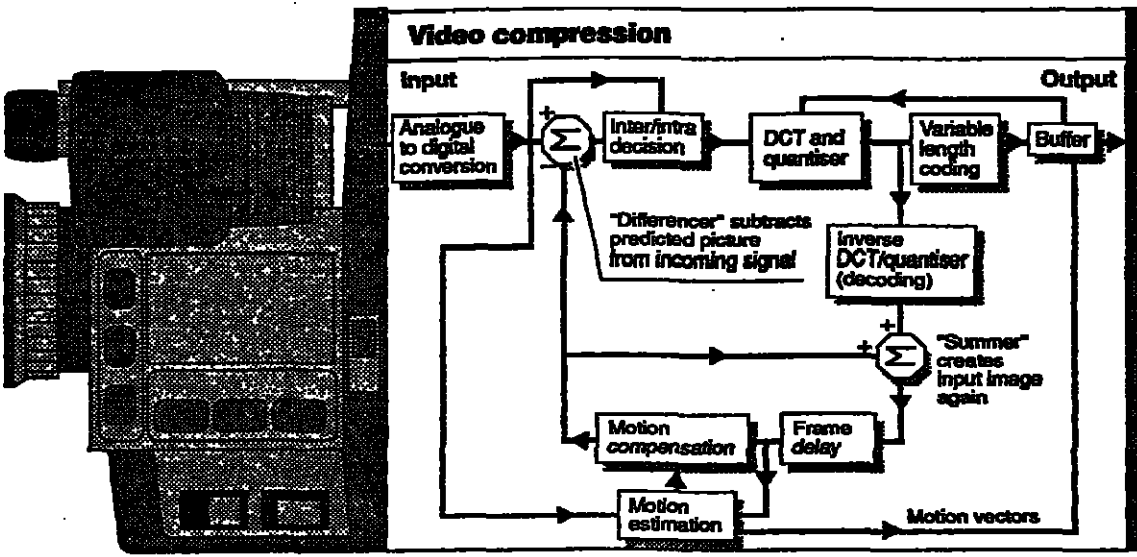 Video compression
Input
Output
Analogue
to digital
conversion
+
Σ
−
Inter/intra
decision
DCT and
quantiser
Variable
length
coding
Buffer
"Differencer" subtracts
predicted picture
from incoming signal
Inverse
DCT/quantiser
(decoding)
+
+
Σ
"Summer"
creates
input image
again
Motion
compensation
Frame
delay
Motion
estimation
Motion vectors